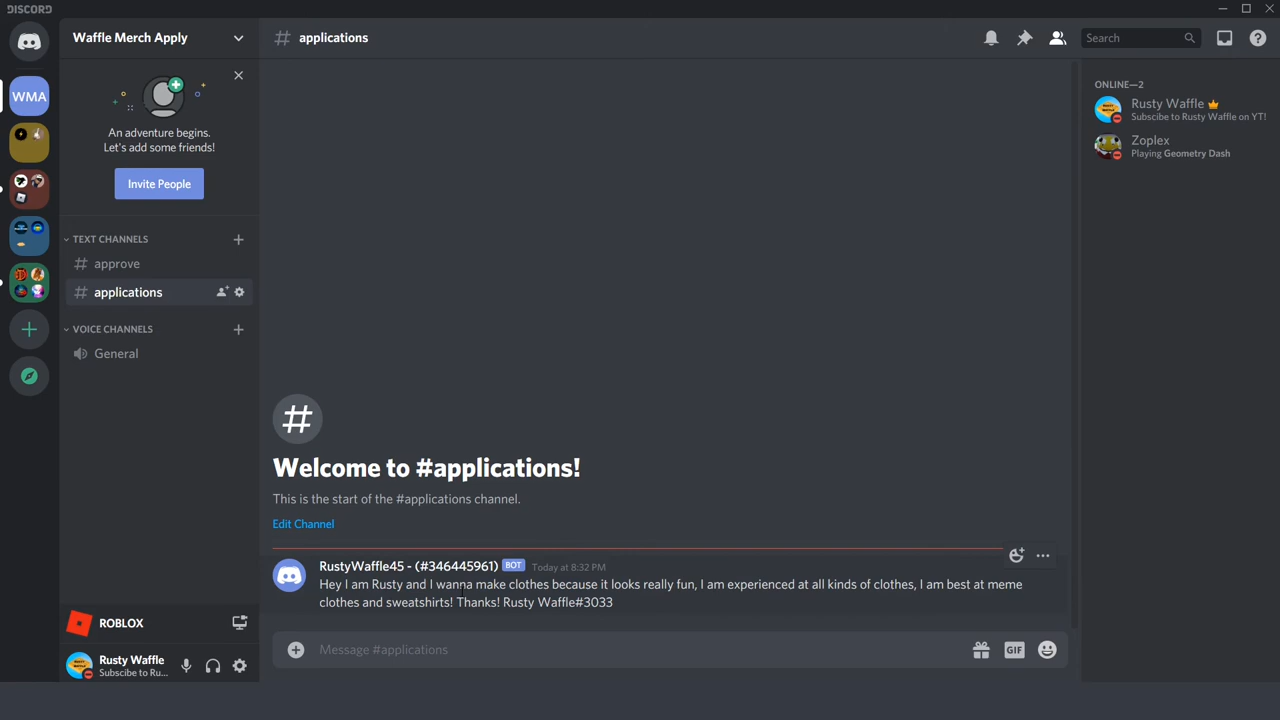 DISCORD
WMA
Waffle Merch Apply
An adventure begins.
Let's add some friends!
Invite People
TEXT CHANNELS
approve
applications
VOICE CHANNELS
General
ROBLOX
Rusty Waffle
Subscibe to Ru...
applications
Search
Welcome to #applications!
This is the start of the #applications channel.
Edit Channel
RustyWaffle45 - (#346445961) BOT Today at 8:32 PM
Hey I am Rusty and I wanna make clothes because it looks really fun, I am experienced at all kinds of clothes, I am best at meme
clothes and sweatshirts! Thanks! Rusty Waffle#3033
Message #applications
GIF
ONLINE—2
Rusty Waffle
Subscibe to Rusty Waffle on YT!
Zoplex
Playing Geometry Dash